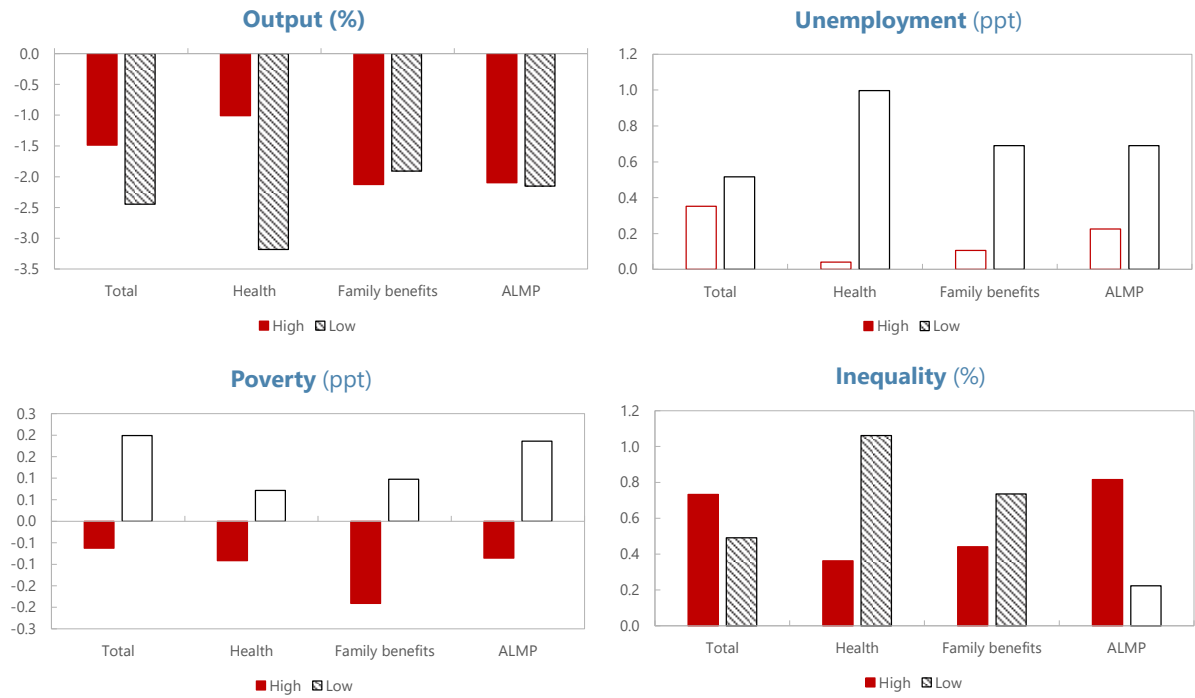 Output (%)
0.0
-0.5
-1.0
-1.5
-2.0
-2.5
-3.0
-3.5
Total Health Family benefits ALMP
High Low
Unemployment (ppt)
1.2
1.0
0.8
0.6
0.4
0.2
0.0
Total Health Family benefits ALMP
High Low
Poverty (ppt)
0.3
0.2
0.2
0.1
0.1
0.0
-0.1
-0.1
-0.2
-0.2
-0.3
Total Health Family benefits ALMP
High Low
Inequality (%)
1.2
1.0
0.8
0.6
0.4
0.2
0.0
Total Health Family benefits ALMP
High Low